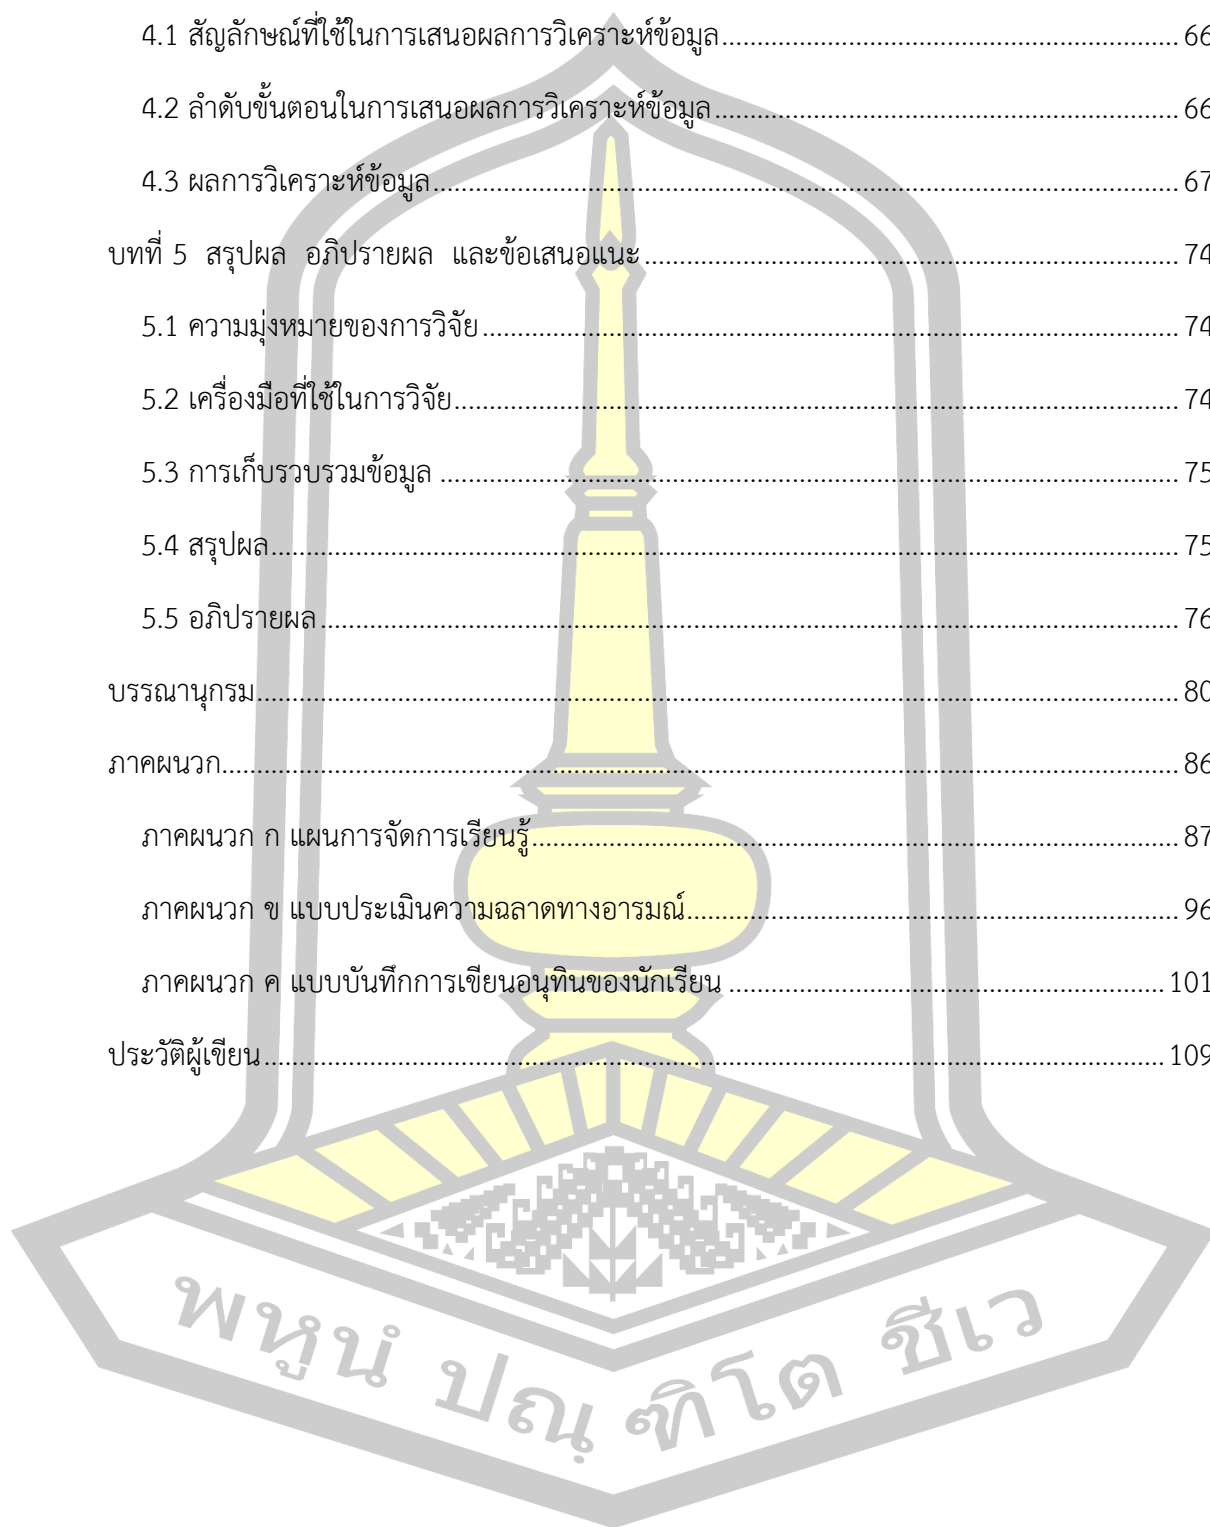 4.1 สัญลักษณ์ที่ใช้ในการเสนอผลการวิเคราะห์ข้อมูล.......... 66
4.2 ลำดับขั้นตอนในการเสนอผลการวิเคราะห์ข้อมูล.......... 66
4.3 ผลการวิเคราะห์ข้อมูล.......... 67
บทที่ 5 สรุปผล อภิปรายผล และข้อเสนอแนะ.......... 74
5.1 ความมุ่งหมายของการวิจัย.......... 74
5.2 เครื่องมือที่ใช้ในการวิจัย.......... 74
5.3 การเก็บรวบรวมข้อมูล.......... 75
5.4 สรุปผล.......... 75
5.5 อภิปรายผล.......... 76
บรรณานุกรม.......... 80
ภาคผนวก.......... 86
ภาคผนวก ก แผนการจัดการเรียนรู้.......... 87
ภาคผนวก ข แบบประเมินความฉลาดทางอารมณ์.......... 96
ภาคผนวก ค แบบบันทึกการเขียนอนุทินของนักเรียน.......... 101
ประวัติผู้เขียน.......... 109
พหูนํ ปณฺฑิโต ชีเว